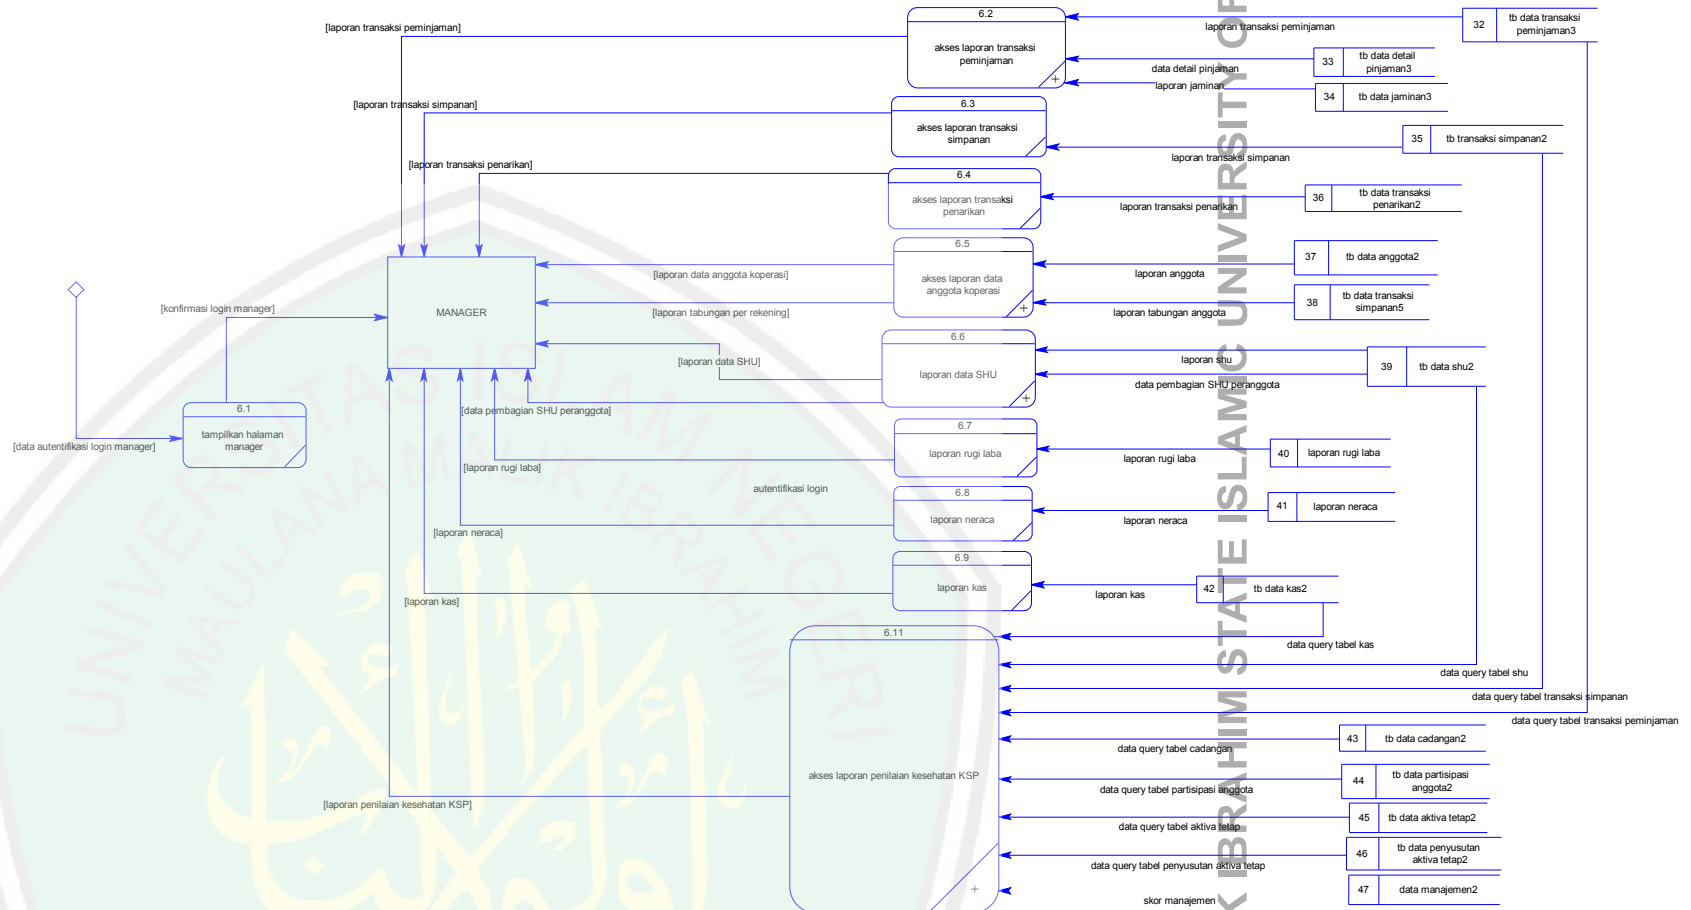 6.2
akses laporan transaksi
peminjaman
+
[laporan transaksi peminjaman]
laporan transaksi peminjaman
32
tb data transaksi
peminjaman3
data detail pinjaman
33
tb data detail
pinjaman3
laporan jaminan
34
tb data jaminan3
6.3
akses laporan transaksi
simpanan
[laporan transaksi simpanan]
laporan transaksi simpanan
35
tb transaksi simpanan2
6.4
akses laporan transaksi
penarikan
[laporan transaksi penarikan]
laporan transaksi penarikan
36
tb data transaksi
penarikan2
6.5
akses laporan data
anggota koperasi
+
[laporan data anggota koperasi]
[laporan tabungan per rekening]
laporan anggota
37
tb data anggota2
laporan tabungan anggota
38
tb data transaksi
simpanan5
MANAGER
[konfirmasi login manager]
6.1
tampilkan halaman
manager
[data autentifikasi login manager]
6.6
laporan data SHU
+
[laporan data SHU]
[data pembagian SHU peranggota]
laporan shu
data pembagian SHU peranggota
39
tb data shu2
6.7
laporan rugi laba
[laporan rugi laba]
laporan rugi laba
40
laporan rugi laba
autentifikasi login
6.8
laporan neraca
[laporan neraca]
laporan neraca
41
laporan neraca
6.9
laporan kas
[laporan kas]
laporan kas
42
tb data kas2
6.11
akses laporan penilaian kesehatan KSP
+
[laporan penilaian kesehatan KSP]
data query tabel kas
data query tabel shu
data query tabel transaksi simpanan
data query tabel transaksi peminjaman
data query tabel cadangan
43
tb data cadangan2
data query tabel partisipasi anggota
44
tb data partisipasi
anggota2
data query tabel aktiva tetap
45
tb data aktiva tetap2
data query tabel penyusutan aktiva tetap
46
tb data penyusutan
aktiva tetap2
skor manajemen
47
data manajemen2
UNIVERSITAS ISLAM NEGERI
MAULANA MALIK IBRAHIM
K IBRAHIM STATE ISLAMIC UNIVERSITY OF